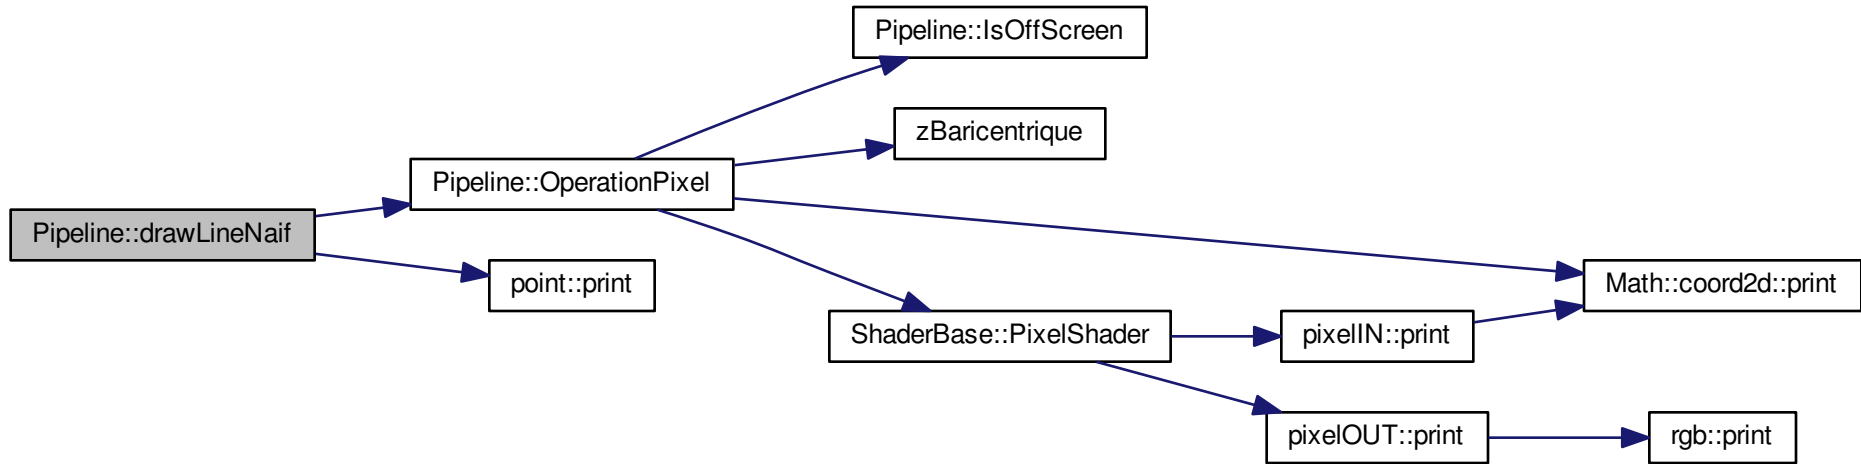 Pipeline::IsOffScreen
zBaricentrique
Pipeline::OperationPixel
Pipeline::drawLineNaif
point::print
Math::coord2d::print
ShaderBase::PixelShader
pixelIN::print
pixelOUT::print
rgb::print